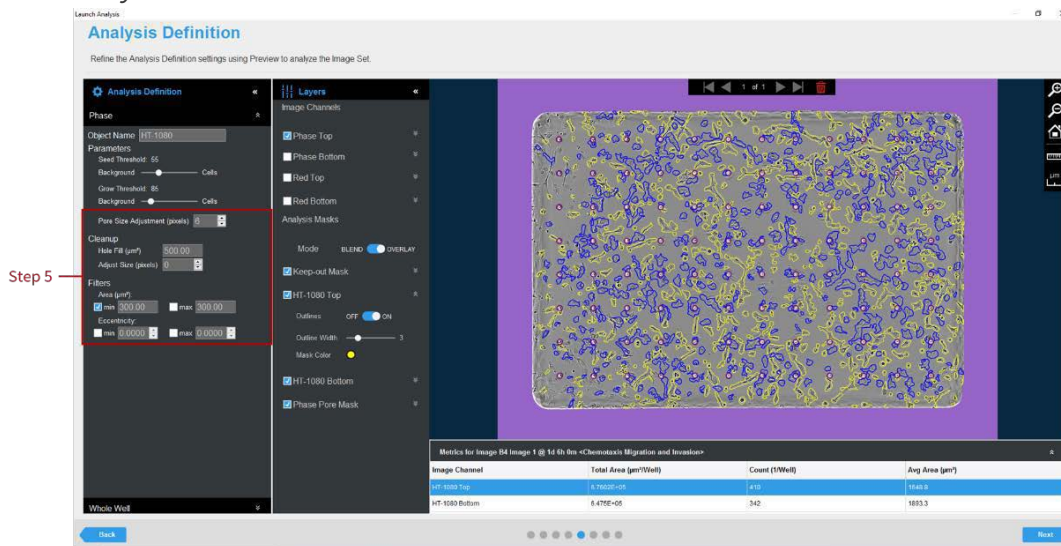 Launch Analysis
Analysis Definition
Refine the Analysis Definition settings using Preview to analyze the Image Set.
Analysis Definition «
Phase
Object Name HT-1080
Parameters
Seed Threshold: 55
Background Cells
Grow Threshold: 85
Background Cells
Pore Size Adjustment (pixels) 0
Cleanup
Hole Fill (µm²) 500.00
Adjust Size (pixels) 0
Filters
Area (µm²):
min 300.00 max 300.00
Eccentricity:
min 0.0000 max 0.0000
Whole Well
Step 5
Layers «
Image Channels
Phase Top
Phase Bottom
Red Top
Red Bottom
Analysis Masks
Mode BLEND OVERLAY
Keep-out Mask
HT-1080 Top
Outlines OFF ON
Outline Width 3
Mask Color
HT-1080 Bottom
Phase Pore Mask
1 of 1
µm
Metrics for Image B4 Image 1 @ 1d 6h 0m <Chemotaxis Migration and Invasion>
Image Channel Total Area (µm²/Well) Count (1/Well) Avg Area (µm²)
HT-1080 Top 410
HT-1080 Bottom 6.475E+05 342 1893.3
Back
Next